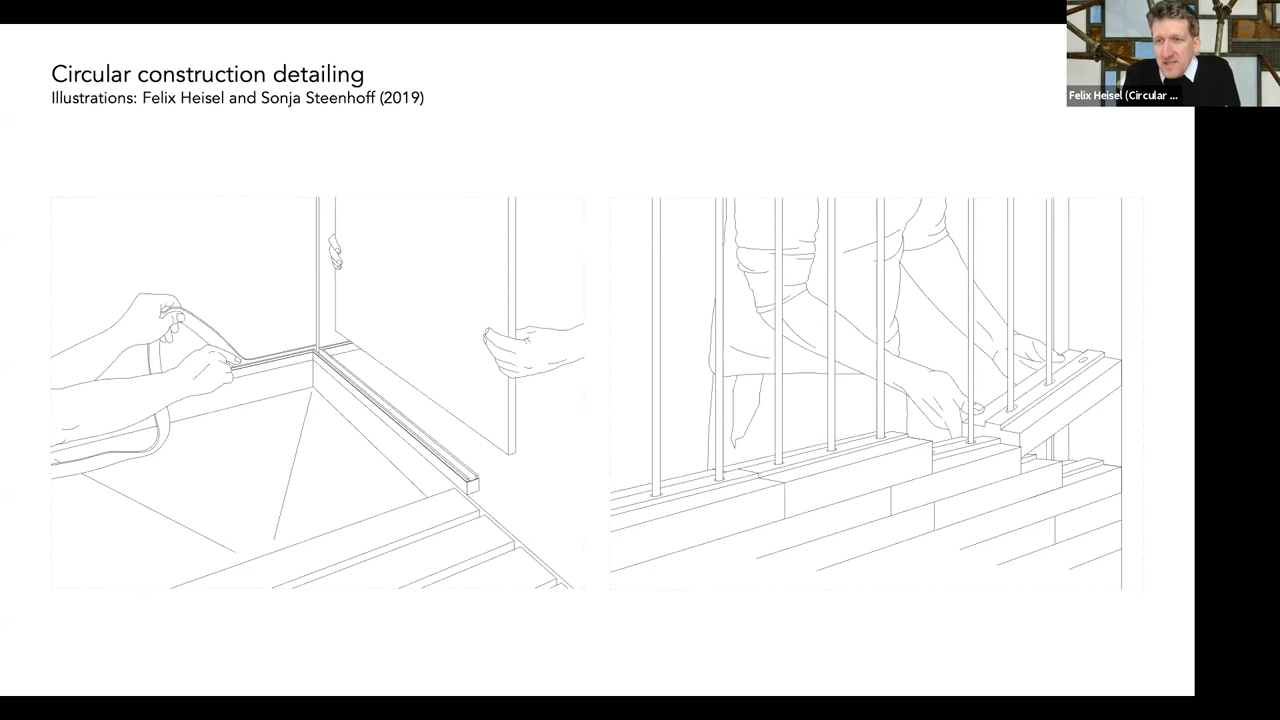 Circular construction detailing
Illustrations: Felix Heisel and Sonja Steenhoff (2019)
Felix Heisel (Circular ...